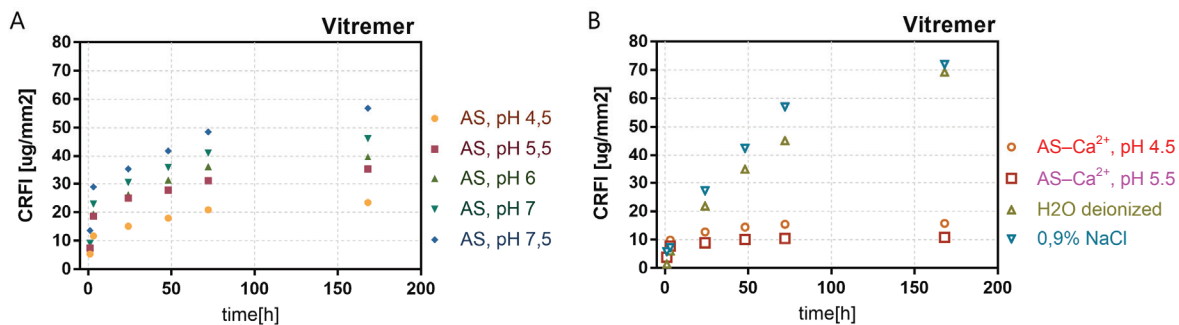 A
Vitremer
CRFI [ug/mm2]
80
70
60
50
40
30
20
10
0
0 50 100 150 200
time[h]
AS, pH 4,5
AS, pH 5,5
AS, pH 6
AS, pH 7
AS, pH 7,5
B
Vitremer
CRFI [ug/mm2]
80
70
60
50
40
30
20
10
0
0 50 100 150 200
time[h]
AS–Ca²⁺, pH 4.5
AS–Ca²⁺, pH 5.5
H2O deionized
0,9% NaCl